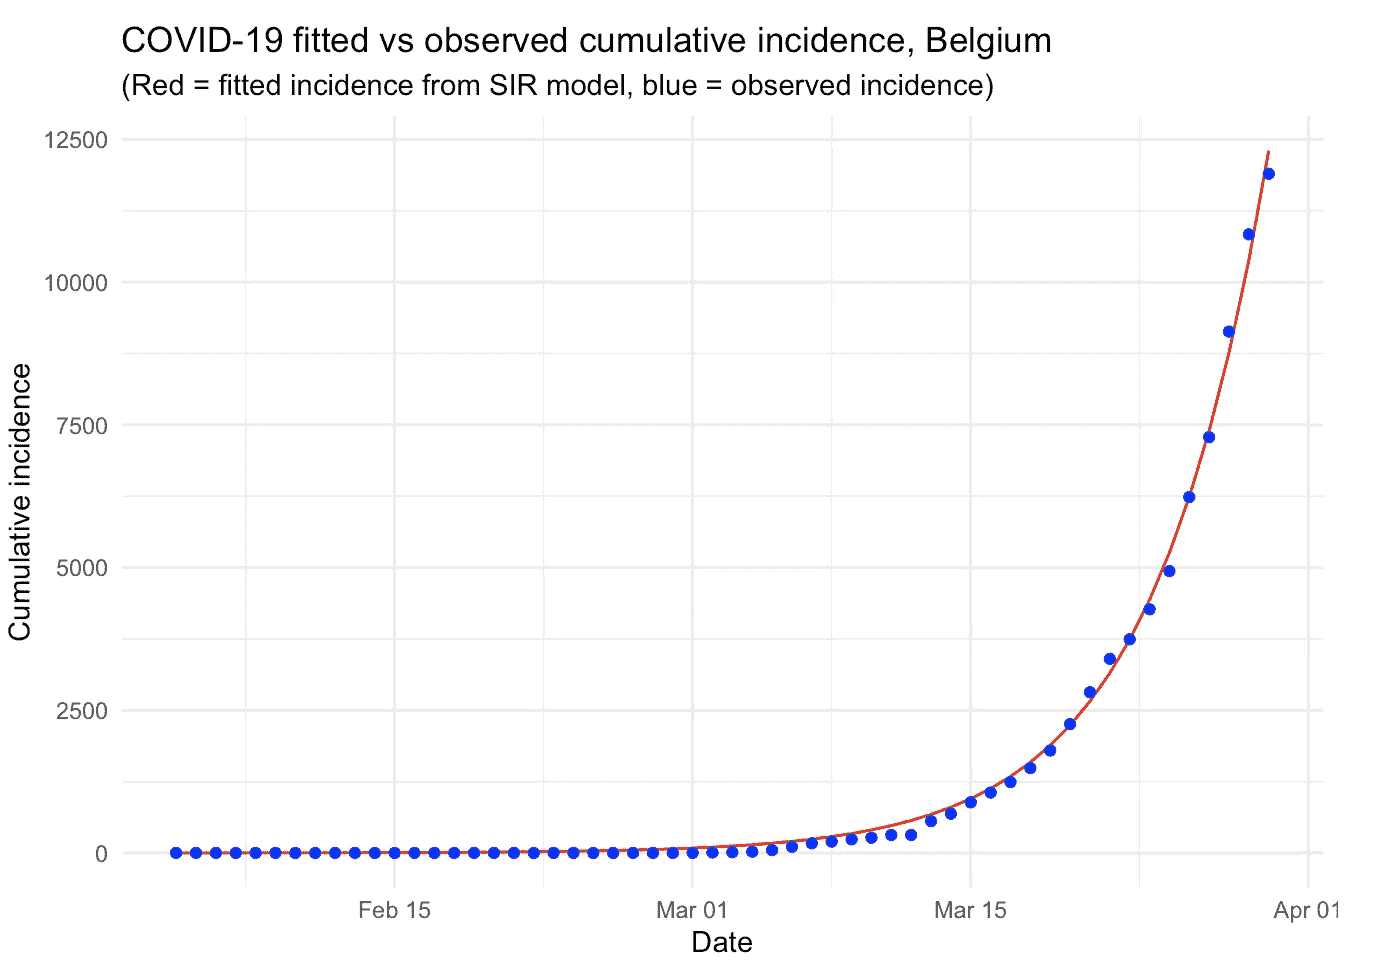 COVID-19 fitted vs observed cumulative incidence, Belgium
(Red = fitted incidence from SIR model, blue = observed incidence)
12500
10000
7500
5000
2500
0
Cumulative incidence
Feb 15
Mar 01
Mar 15
Apr 01
Date